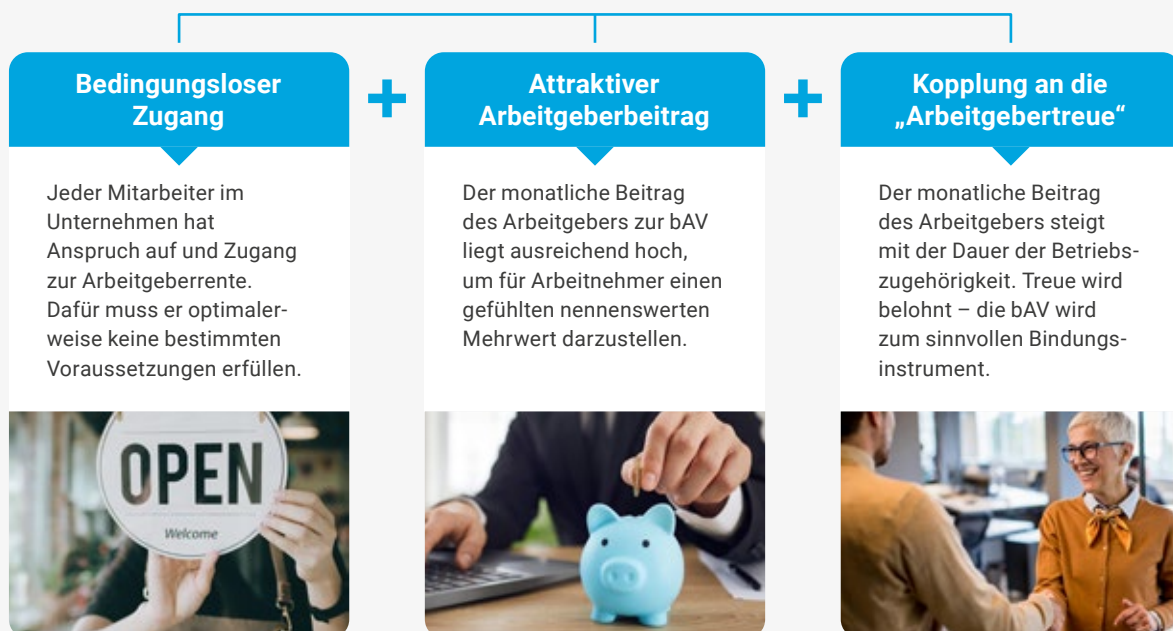 Bedingungsloser
Zugang
Jeder Mitarbeiter im
Unternehmen hat
Anspruch auf und Zugang
zur Arbeitgeberrente.
Dafür muss er optimaler-
weise keine bestimmten
Voraussetzungen erfüllen.
OPEN
Welcome
+
Attraktiver
Arbeitgeberbeitrag
Der monatliche Beitrag
des Arbeitgebers zur bAV
liegt ausreichend hoch,
um für Arbeitnehmer einen
gefühlten nennenswerten
Mehrwert darzustellen.
+
Kopplung an die
„Arbeitgebertreue“
Der monatliche Beitrag
des Arbeitgebers steigt
mit der Dauer der Betriebs-
zugehörigkeit. Treue wird
belohnt – die bAV wird
zum sinnvollen Bindungs-
instrument.